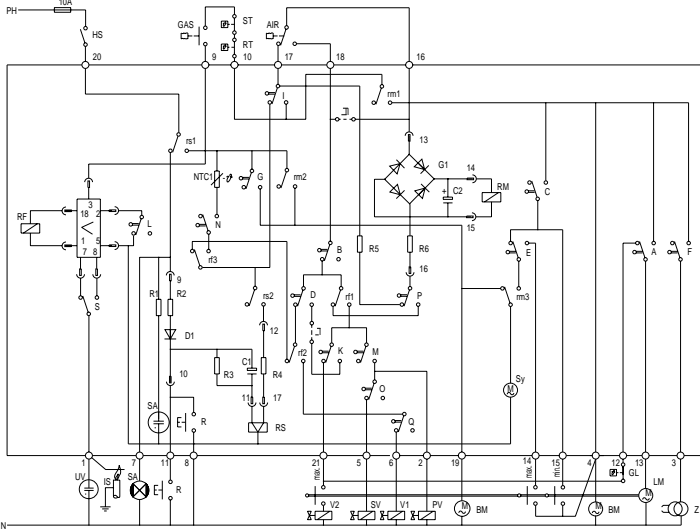 PH 10A
HS
GAS
ST
RT
AIR
20 9 10 17 18 16
I
rm1
rs1
13
NTC1
G
rm2
G1
14
C2
RM
15
C
3
18 2
1 5
7 8
RF
L
N
rf3
B
R5
R6
16
E
A
F
S
9
R1 R2
rs2
D
rf1
P
rm3
D1
12
rf2
K
M
10
R3
C1
R4
11 17
O
Sy
M
SA
R
RS
Q
1 7 11 8 21 5 6 2 19 14 15 4 12 13 3
UV
IS
SA
R
max.
max.
min.
GL
LM
M
V2
SV
V1
PV
M
BM
M
BM
Z
N